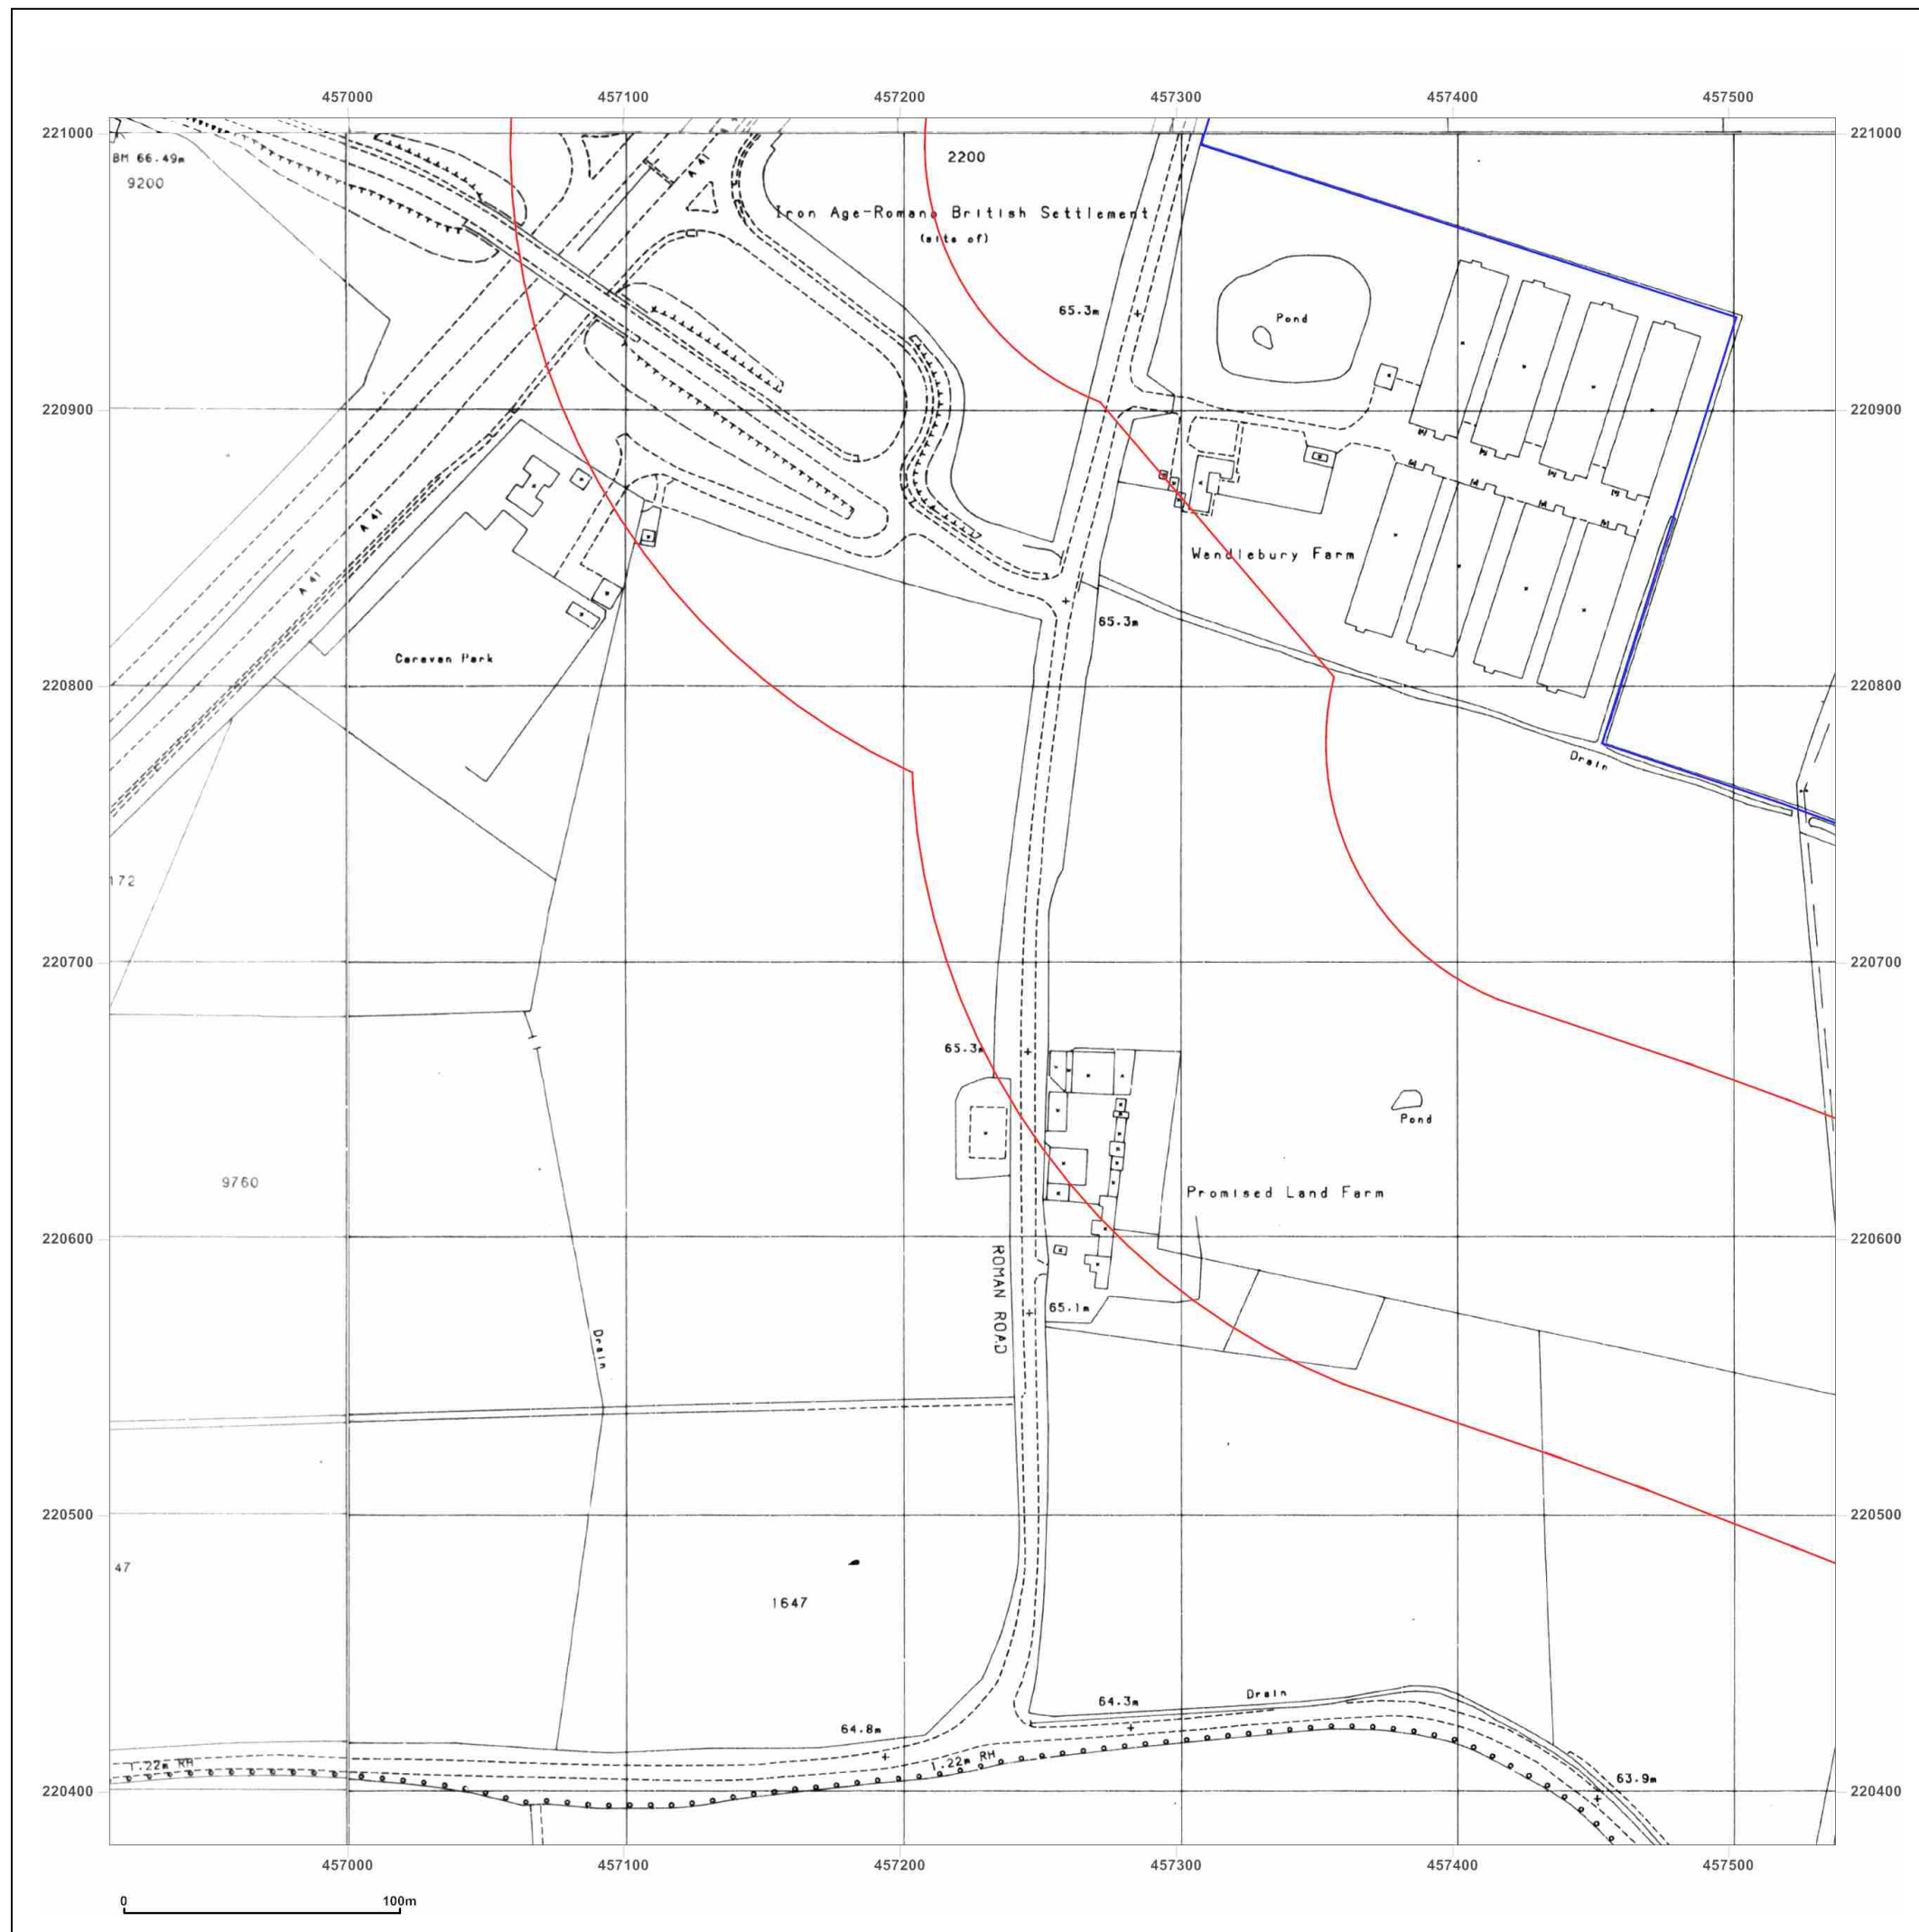 457000 457100 457200 457300 457400 457500
221000 221000
BM 66.49m
9200
A 41
2200
Iron Age-Romano British Settlement
(site of)
65.3m
Pond
220900 220900
A 41
A 41
Wendlebury Farm
65.3m
Caravan Park
220800 220800
Drain
172
220700 220700
65.3m
Pond
9760
Promised Land Farm
220600 220600
ROMAN ROAD
65.1m
Drain
220500 220500
47
1647
64.3m
Drain
64.8m
1.22m RH
1.22m RH
63.9m
220400 220400
457000 457100 457200 457300 457400 457500
0 100m